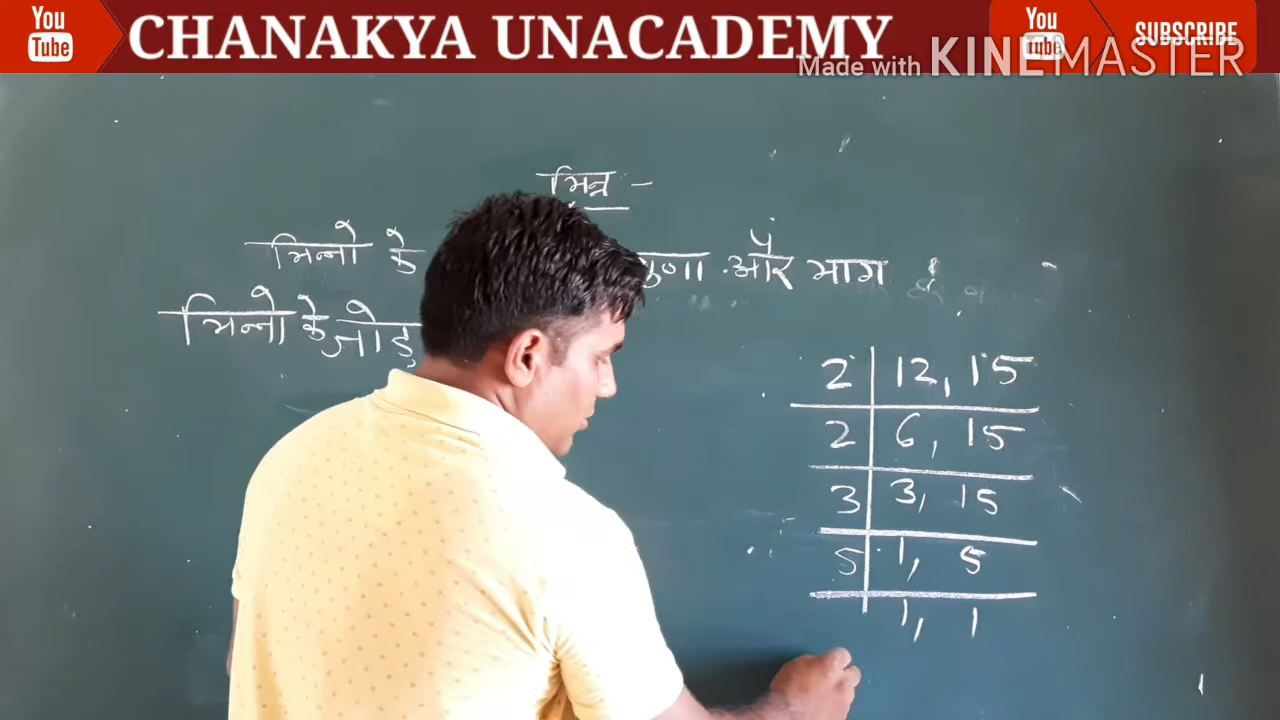 You Tube CHANAKYA UNACADEMY You Tube SUBSCRIBE
Made with KINEMASTER
भिन्न -
भिन्नो के गुणा और भाग
भिन्नो के जोड़
2 12, 15
2 6, 15
3 3, 15
5 1, 5
1, 1